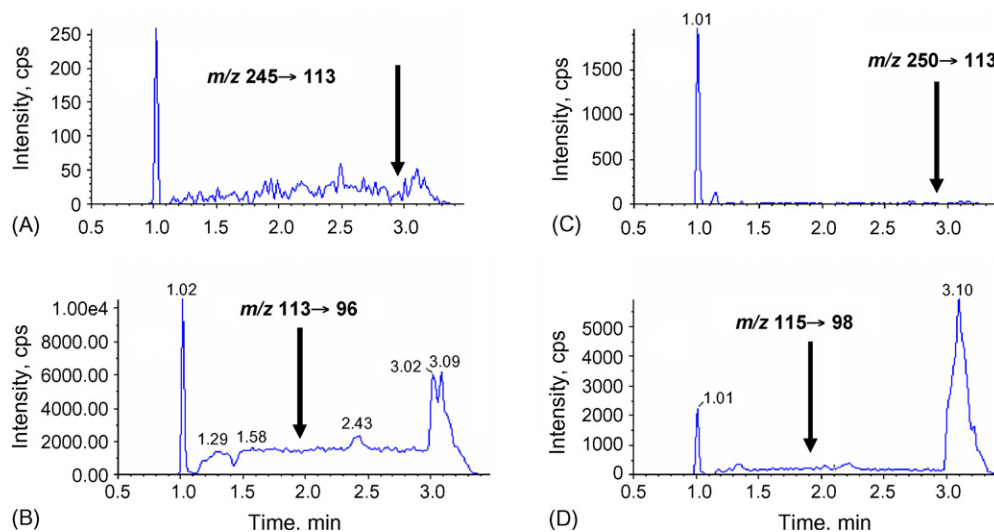 250
200
150
100
50
0
Intensity, cps
m/z 245→ 113
0.5 1.0 1.5 2.0 2.5 3.0
(A)
1.01
1500
1000
500
0
Intensity, cps
m/z 250→ 113
0.5 1.0 1.5 2.0 2.5 3.0
(C)
1.02
1.00e4
8000.00
6000.00
4000.00
2000.00
0.00
Intensity, cps
m/z 113→ 96
3.02 3.09
1.29 1.58 2.43
0.5 1.0 1.5 2.0 2.5 3.0
(B) Time, min
3.10
5000
4000
3000
2000
1000
0
Intensity, cps
m/z 115→ 98
1.01
0.5 1.0 1.5 2.0 2.5 3.0
(D) Time, min